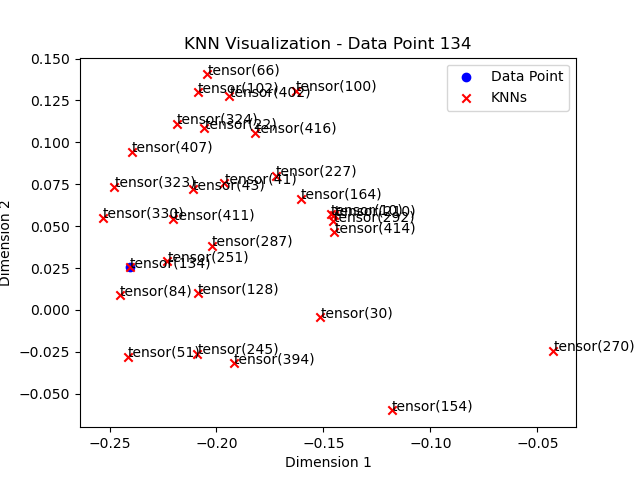 KNN Visualization - Data Point 134
Data Point
KNNs
Dimension 2
0.150
0.125
0.100
0.075
0.050
0.025
0.000
−0.025
−0.050
tensor(66)
tensor(102)
tensor(402)
tensor(100)
tensor(324)
tensor(22)
tensor(416)
tensor(407)
tensor(227)
tensor(323)
tensor(43)
tensor(41)
tensor(164)
tensor(330)
tensor(411)
tensor(292)
tensor(414)
tensor(287)
tensor(251)
tensor(134)
tensor(84)
tensor(128)
tensor(30)
tensor(270)
tensor(245)
tensor(394)
tensor(154)
−0.25
−0.20
−0.15
−0.10
−0.05
Dimension 1